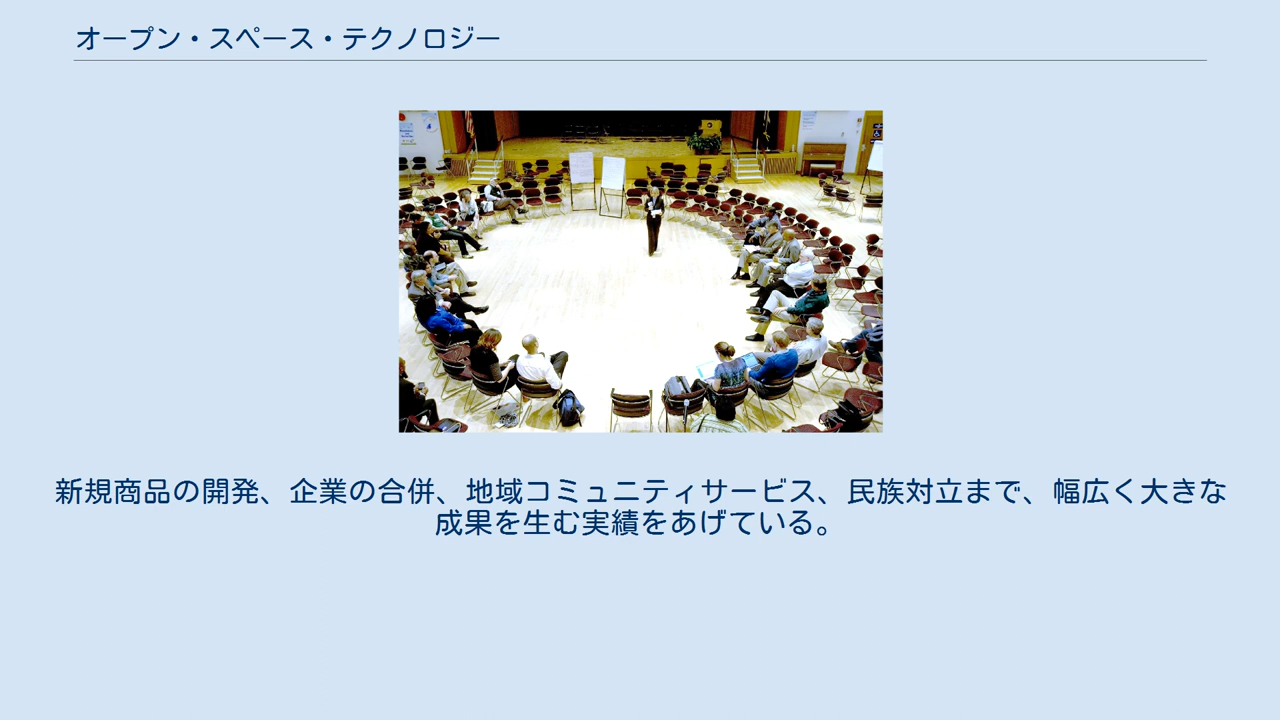 オープン・スペース・テクノロジー
新規商品の開発、企業の合併、地域コミュニティサービス、民族対立まで、幅広く大きな
成果を生む実績をあげている。